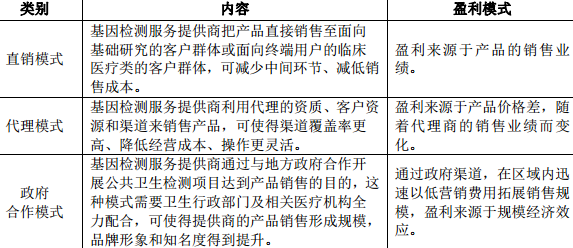 类别 内容 盈利模式
直销模式
基因检测服务提供商把产品直接销售至面向
基础研究的客户群体或面向终端用户的临床
医疗类的客户群体，可减少中间环节、减低销
售成本。
盈利来源于产品的销售业
绩。
代理模式
基因检测服务提供商利用代理的资质、客户资
源和渠道来销售产品，可使得渠道覆盖率更
高、降低经营成本、操作更灵活。
盈利来源于产品价格差，随
着代理商的销售业绩而变
化。
政府
合作模式
基因检测服务提供商通过与地方政府合作开
展公共卫生检测项目达到产品销售的目的，这
种模式需要卫生行政部门及相关医疗机构全
力配合，可使得提供商的产品销售形成规模，
品牌形象和知名度得到提升。
通过政府渠道，在区域内迅
速以低营销费用拓展销售规
模，盈利来源于规模经济效
应。